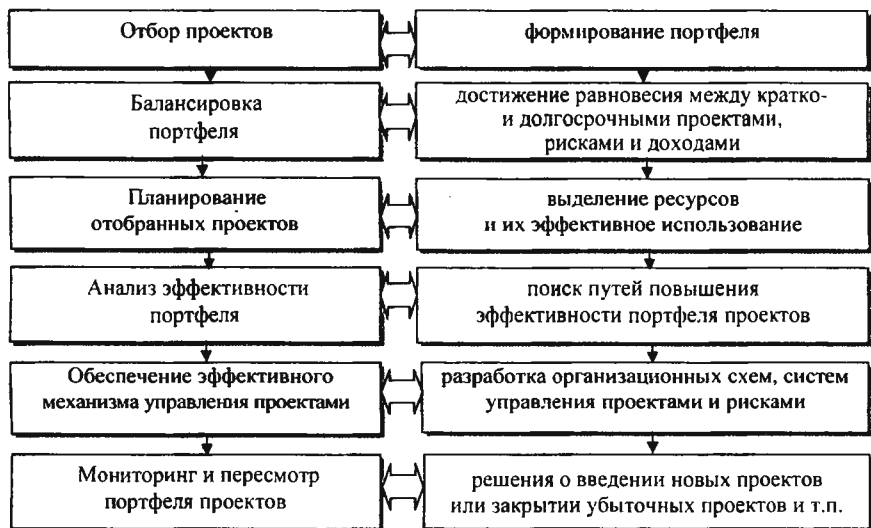 Отбор проектов
формирование портфеля
Балансировка
портфеля
достижение равновесия между кратко-
и долгосрочными проектами,
рисками и доходами
Планирование
отобранных проектов
выделение ресурсов
и их эффективное использование
Анализ эффективности
портфеля
поиск путей повышения
эффективности портфеля проектов
Обеспечение эффективного
механизма управления проектами
разработка организационных схем, систем
управления проектами и рисками
Мониторинг и пересмотр
портфеля проектов
решения о введении новых проектов
или закрытии убыточных проектов и т.п.